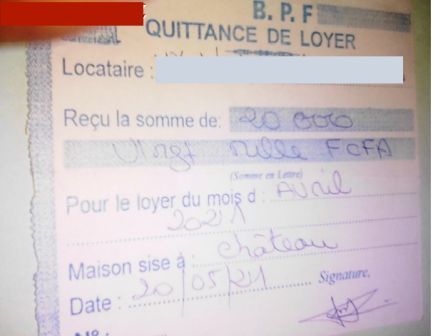 B. P. F
QUITTANCE DE LOYER
Locataire :
Reçu la somme de: 20 000
Vingt mille FCFA
(Somme en Lettre)
Pour le loyer du mois d : Avril
2021
Maison sise à : Château
Date : 20/05/21 Signature,
N° :